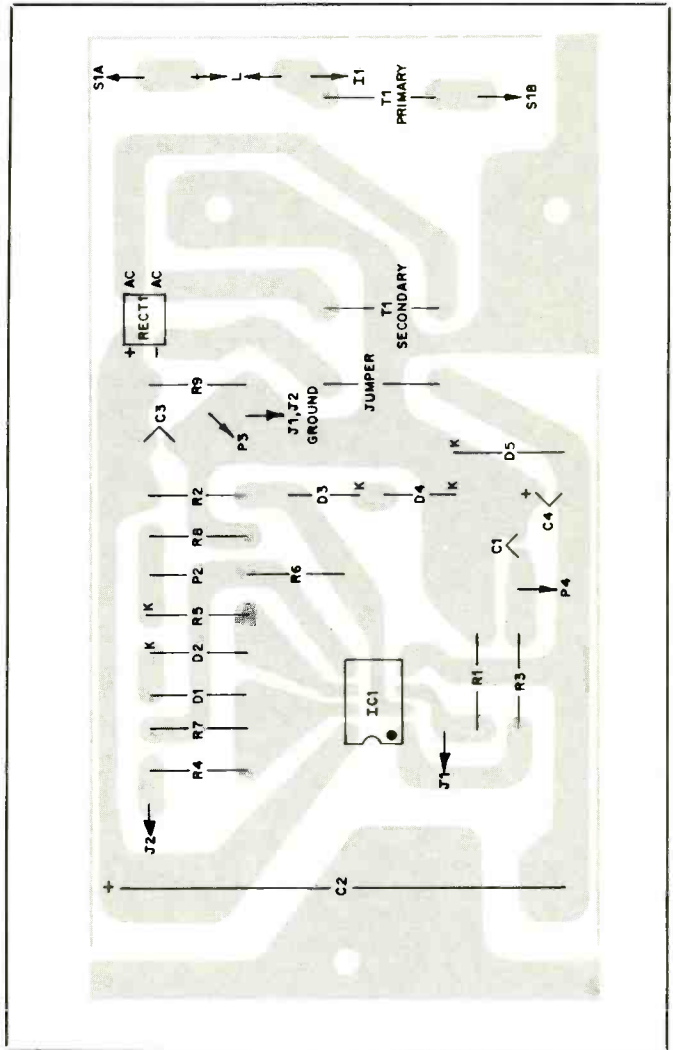 S1A
L
I1
T1
PRIMARY
S1B
RECT1
AC
AC
+
-
T1
SECONDARY
R9
JUMPER
C3
P3
J1,J2
GROUND
K
D5
R2
D3
K
D4
K
+
C4
R8
C1
P2
R6
P4
K
R5
K
D2
D1
IC1
R1
R3
R7
R4
J1
J2
+
C2